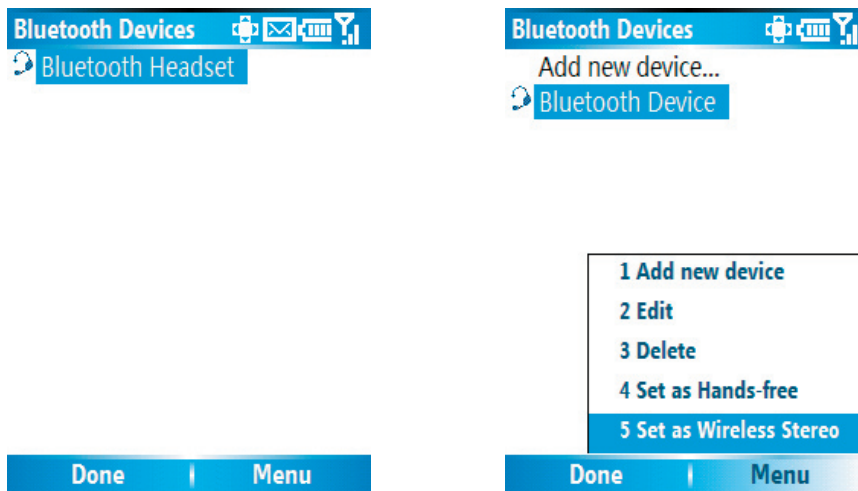 Bluetooth Devices
Bluetooth Headset
Done Menu
Bluetooth Devices
Add new device...
Bluetooth Device
1 Add new device
2 Edit
3 Delete
4 Set as Hands-free
5 Set as Wireless Stereo
Done Menu